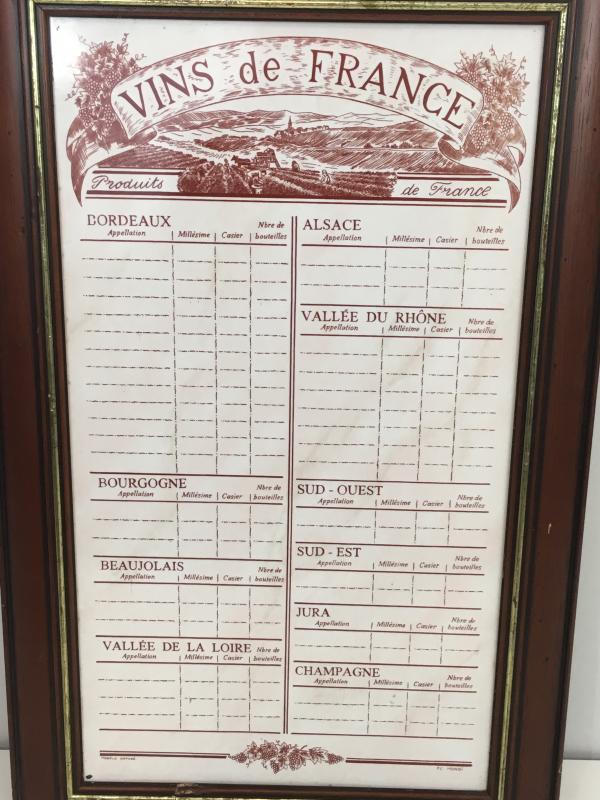 VINS de FRANCE
Produits de France
BORDEAUX
Appellation Millésime Casier Nbre de bouteilles
BOURGOGNE
Appellation Millésime Casier Nbre de bouteilles
BEAUJOLAIS
Appellation Millésime Casier Nbre de bouteilles
VALLÉE DE LA LOIRE
Appellation Millésime Casier Nbre de bouteilles
ALSACE
Appellation Millésime Casier Nbre de bouteilles
VALLÉE DU RHÔNE
Appellation Millésime Casier Nbre de bouteilles
SUD - OUEST
Appellation Millésime Casier Nbre de bouteilles
SUD - EST
Appellation Millésime Casier Nbre de bouteilles
JURA
Appellation Millésime Casier Nbre de bouteilles
CHAMPAGNE
Appellation Millésime Casier Nbre de bouteilles